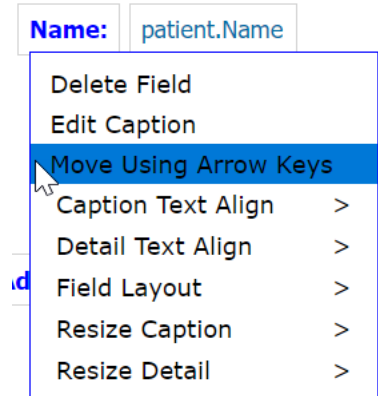 Name: patient.Name
Delete Field
Edit Caption
Move Using Arrow Keys
Caption Text Align >
Detail Text Align >
Field Layout >
Resize Caption >
Resize Detail >